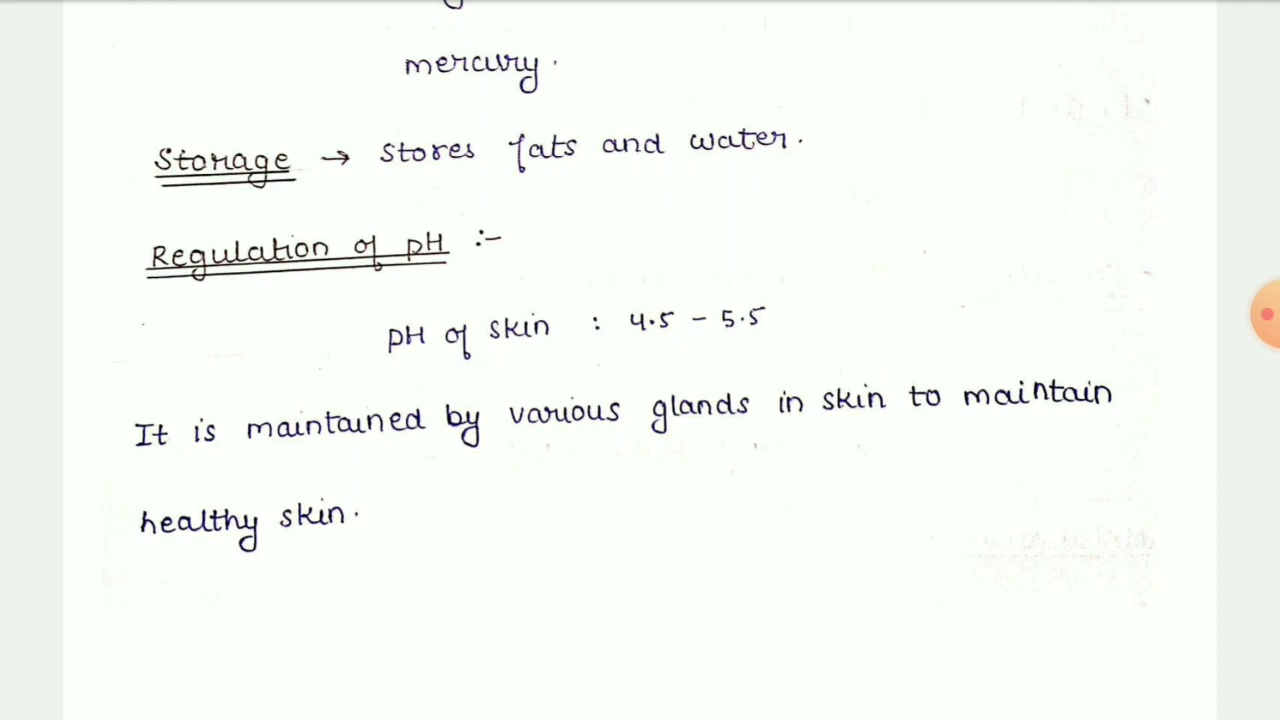 mercury.
Storage → stores fats and water.
Regulation of pH :-
pH of skin : 4.5 - 5.5
It is maintained by various glands in skin to maintain
healthy skin.